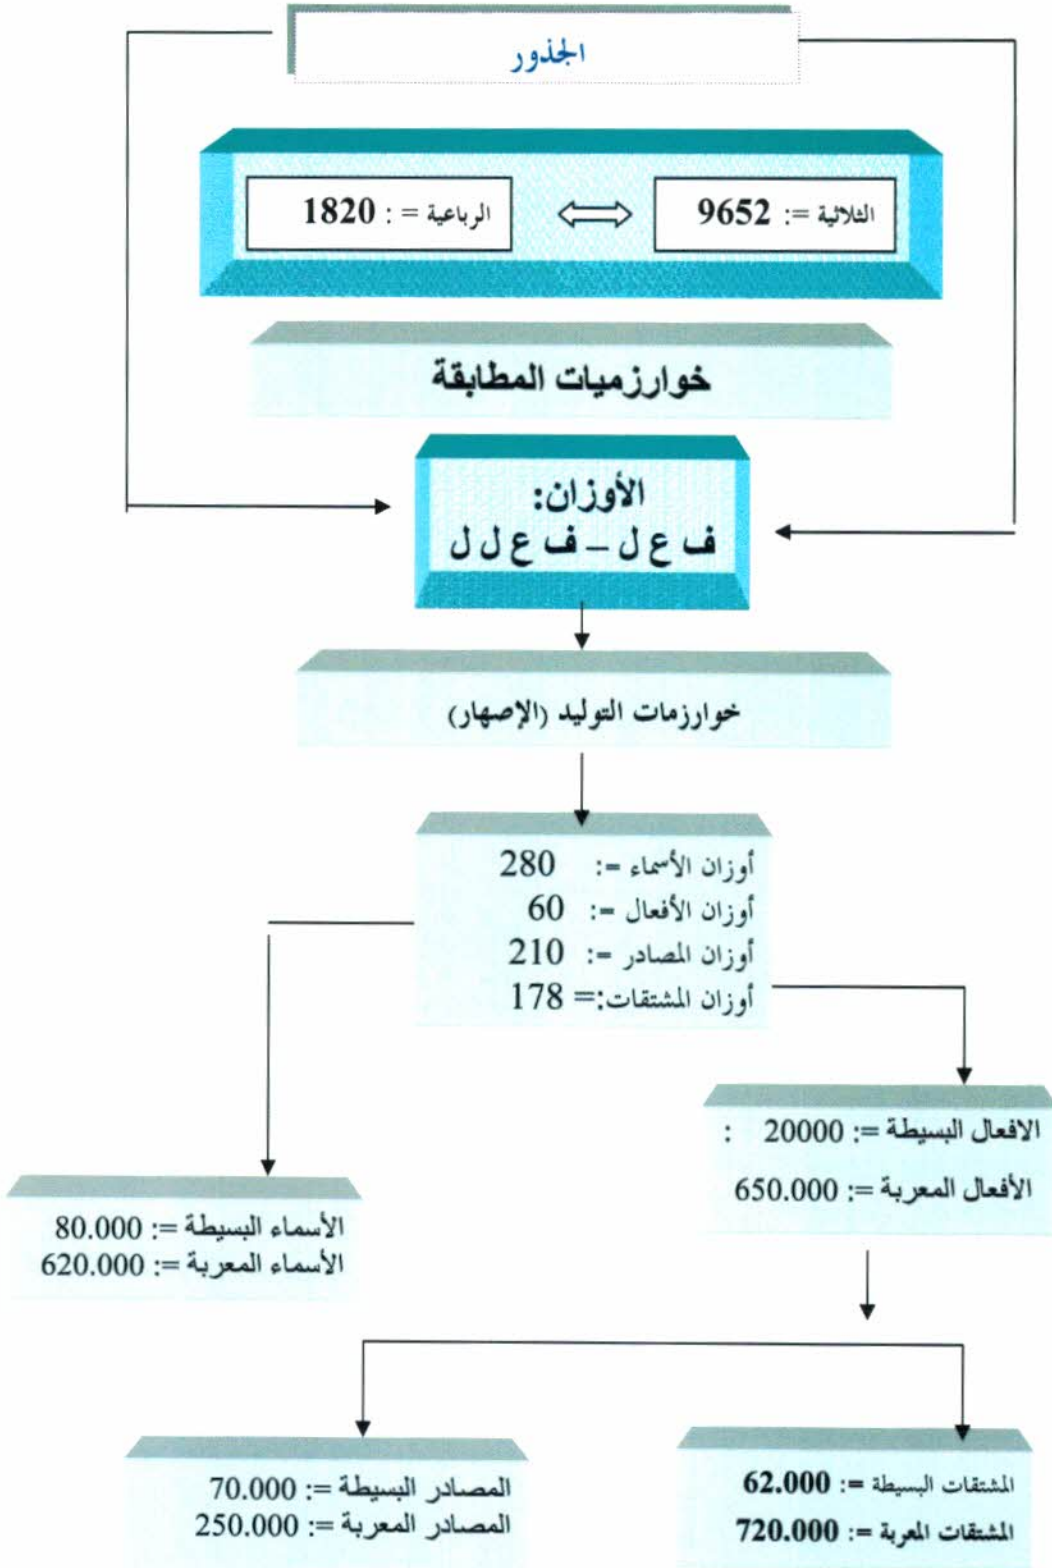 الجذور
الثلاثية =: 9652
الرباعية = : 1820
خوارزميات المطابقة
الأوزان:
ف ع ل – ف ع ل ل
خوارزمات التوليد (الإصهار)
أوزان الأسماء =: 280
أوزان الأفعال =: 60
أوزان المصادر =: 210
أوزان المشتقات:= 178
الافعال البسيطة =: 20000 :
الأفعال المعربة =: 650.000
الأسماء البسيطة =: 80.000
الأسماء المعربة =: 620.000
المشتقات البسيطة =: 62.000
المشتقات المعربة =: 720.000
المصادر البسيطة =: 70.000
المصادر المعربة =: 250.000